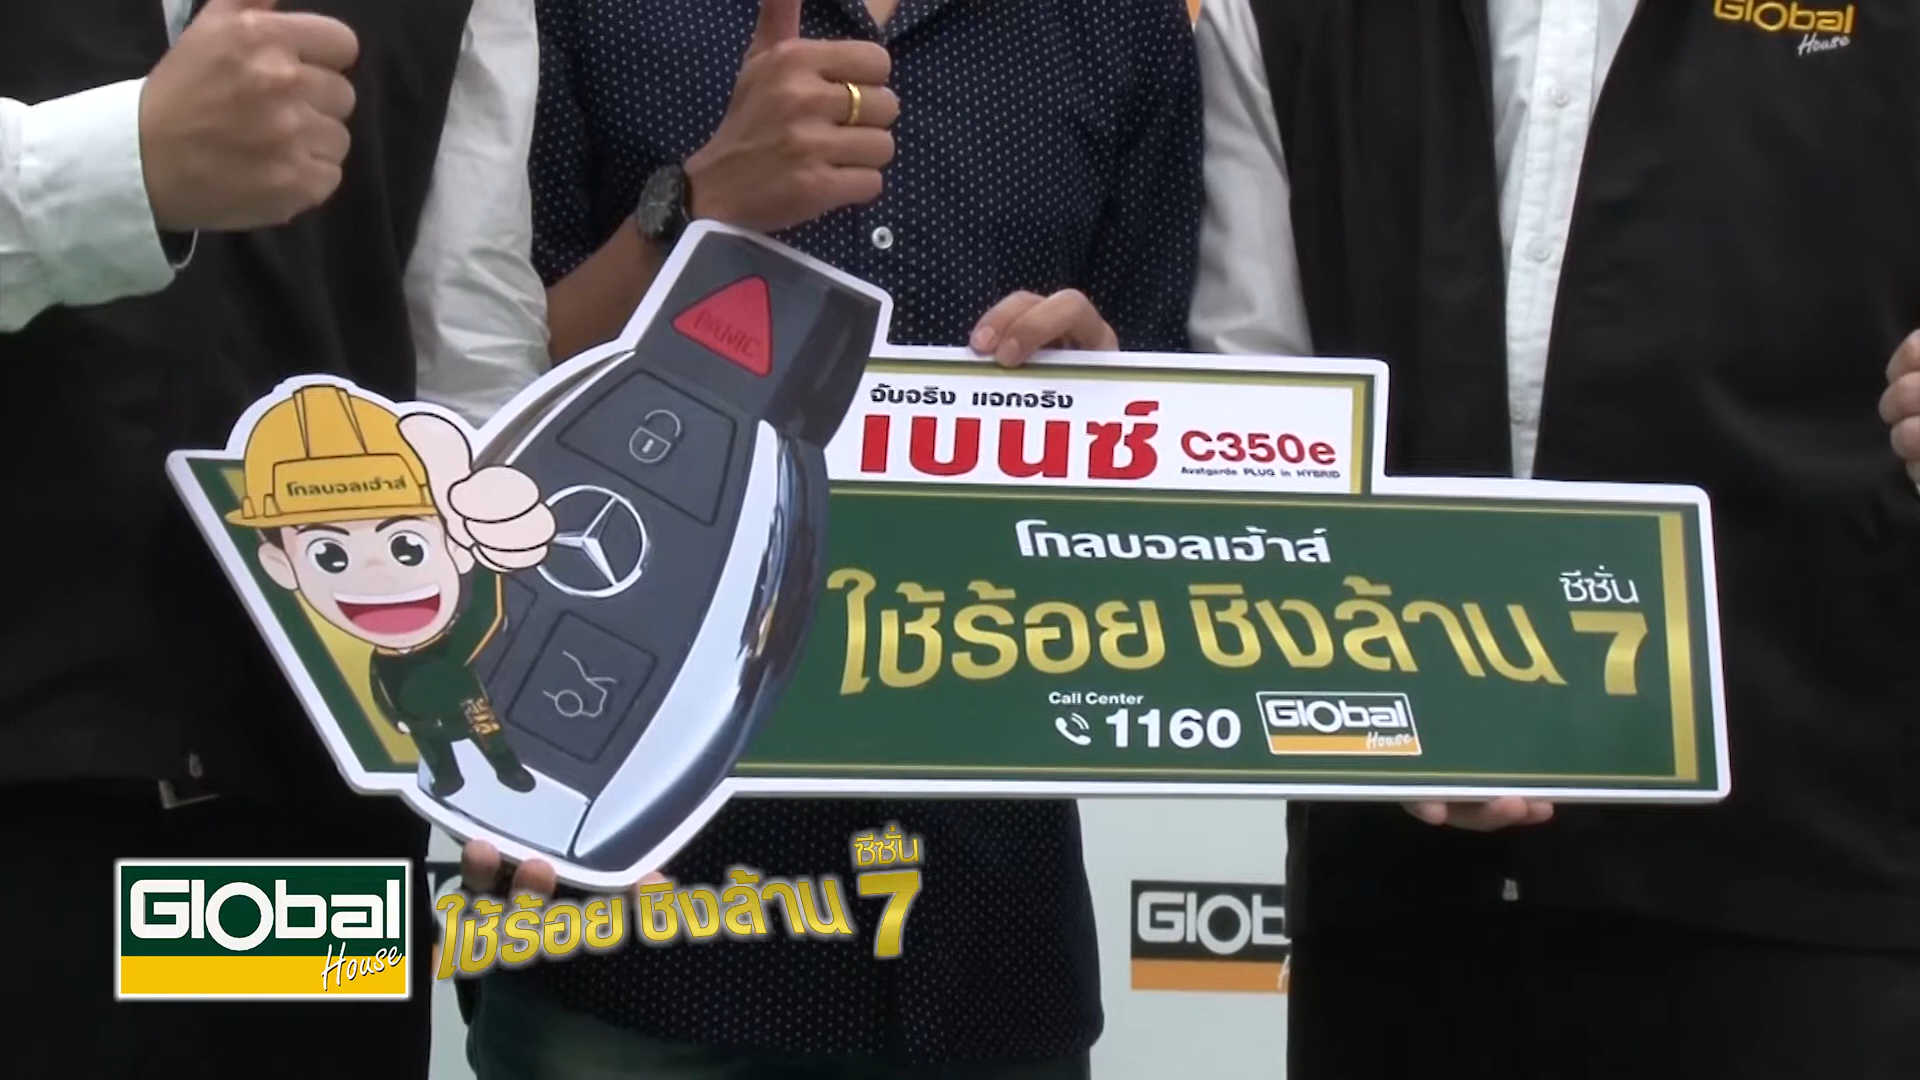 Global
House
PANIC
จับจริง แจกจริง
เบนซ์ C350e
Avatgarde PLUG in HYBRID
โกลบอลเฮ้าส์
โกลบอลเฮ้าส์
ใช้ร้อย ชิงล้าน ซีซั่น 7
Call Center
1160
Global
House
Global
House
ใช้ร้อย ชิงล้าน ซีซั่น 7